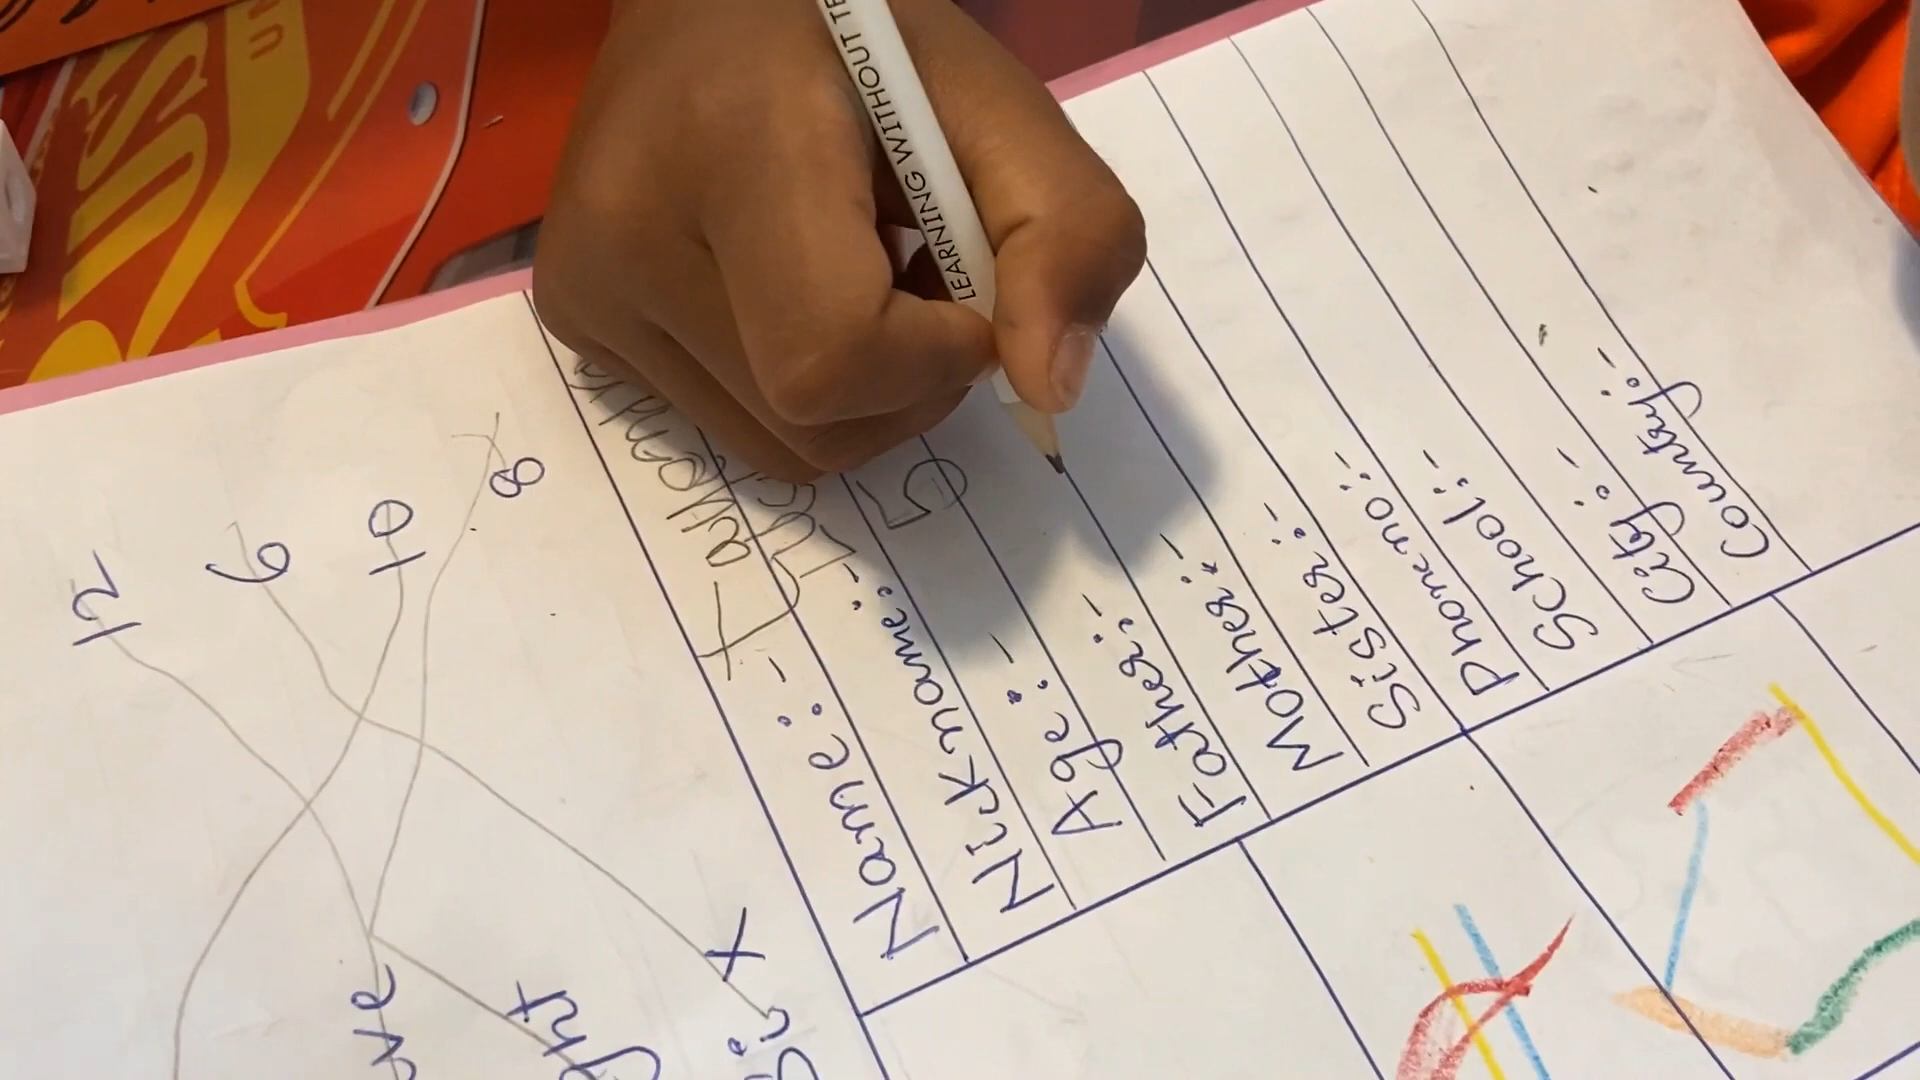 LEARNING WITHOUT TE
12
6
10
8
Six
Name:-
Nickname:-
Age:- 5
Father:-
Mother:-
Sister:-
Phone no:-
School:-
City:-
Country:-